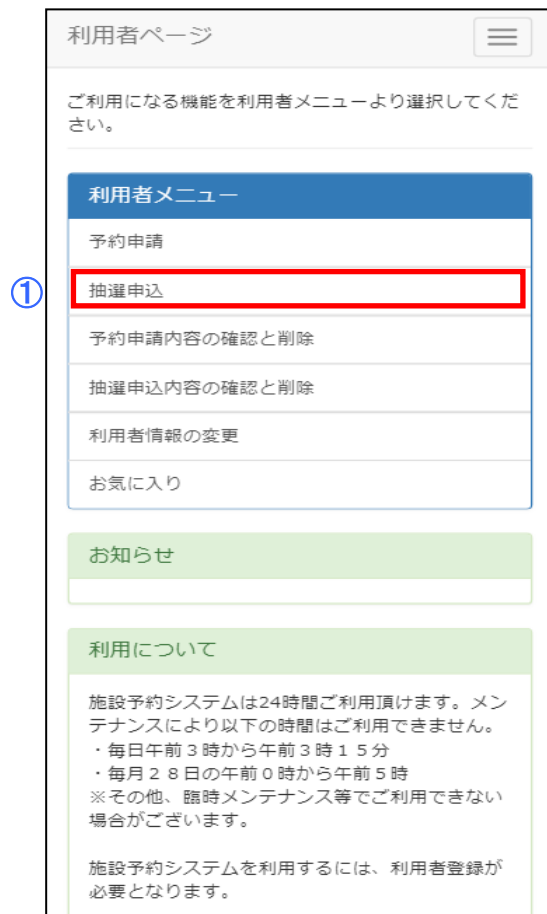 利用者ページ
ご利用になる機能を利用者メニューより選択してくだ
さい。
利用者メニュー
予約申請
①
抽選申込
予約申請内容の確認と削除
抽選申込内容の確認と削除
利用者情報の変更
お気に入り
お知らせ
利用について
施設予約システムは24時間ご利用頂けます。メン
テナンスにより以下の時間はご利用できません。
・毎日午前３時から午前３時１５分
・毎月２８日の午前０時から午前５時
※その他、臨時メンテナンス等でご利用できない
場合がございます。
施設予約システムを利用するには、利用者登録が
必要となります。